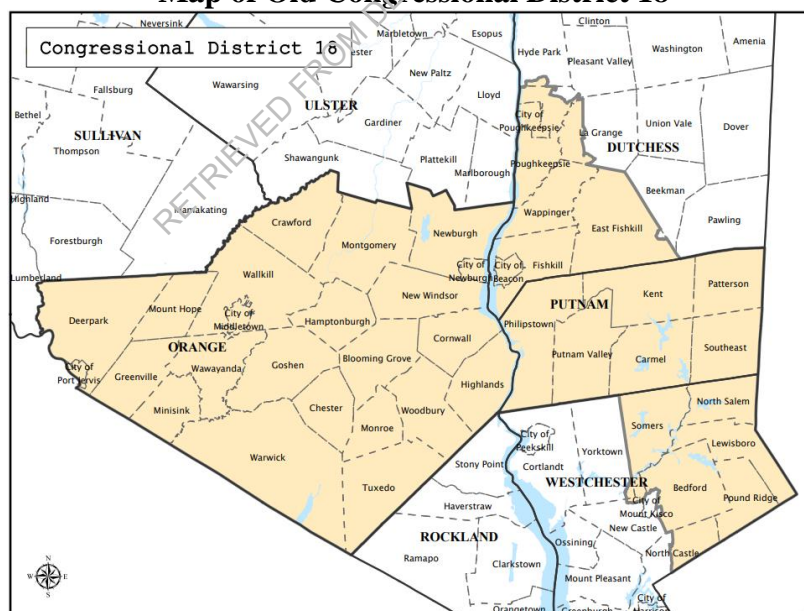 Map of Old Congressional District 18
Congressional District 18
RETRIEVED FROM D
Neversink
Marbletown
Esopus
Hyde Park
Clinton
Amenia
Washington
Pleasant Valley
Fallsburg
Wawarsing
New Paltz
Lloyd
ULSTER
Bethel
SULLIVAN
Thompson
Gardiner
City of
Poughkeepsie
La Grange
Union Vale
Dover
DUTCHESS
Shawangunk
Plattekill
Marlborough
Poughkeepsie
Beekman
Highland
Mamakating
Wappinger
Pawling
Forestburgh
Crawford
Montgomery
Newburgh
East Fishkill
Lumberland
Wallkill
City of
Newburgh
City of
Beacon
Fishkill
Deerpark
Mount Hope
City of
Middletown
Hamptonburgh
New Windsor
PUTNAM
Kent
Patterson
Philipstown
ORANGE
Wawayanda
Goshen
Blooming Grove
Cornwall
Putnam Valley
Carmel
Southeast
City of
Port Jervis
Greenville
Minisink
Chester
Woodbury
Highlands
Monroe
North Salem
Somers
Lewisboro
Warwick
Tuxedo
Stony Point
City of
Peekskill
Cortlandt
Yorktown
WESTCHESTER
Bedford
Pound Ridge
City of
Mount Kisco
New Castle
Haverstraw
ROCKLAND
Ramapo
Clarkstown
Ossining
Mount Pleasant
North Castle
Orangetown
Greenburgh
City of
Harrison
N
W
E
S